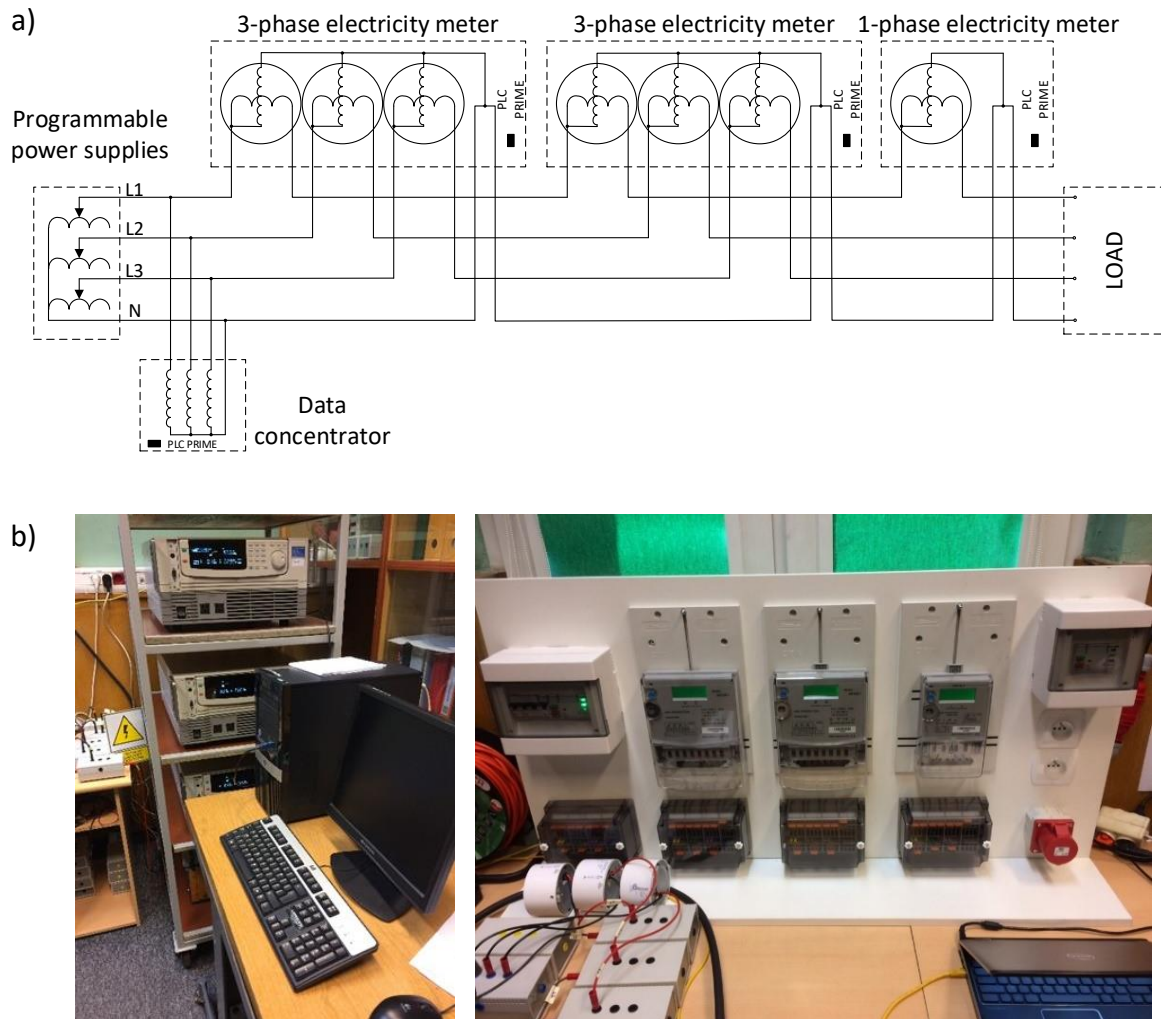 a)
3-phase electricity meter
3-phase electricity meter
1-phase electricity meter
PLC
PRIME
PLC
PRIME
PLC
PRIME
Programmable
power supplies
L1
L2
L3
N
LOAD
PLC PRIME
Data
concentrator
b)